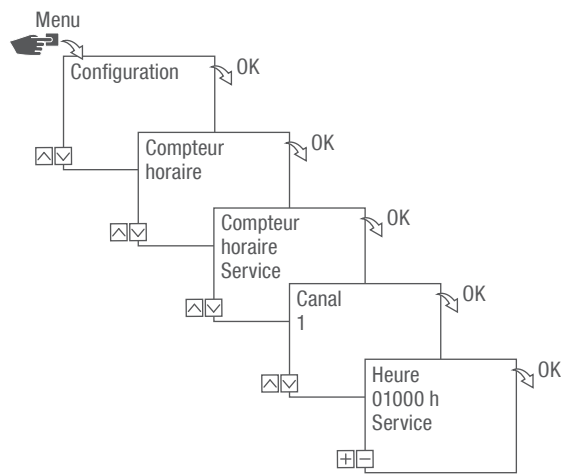 Menu
Configuration
OK
Compteur
horaire
OK
Compteur
horaire
Service
OK
Canal
1
OK
Heure
01000 h
Service
OK